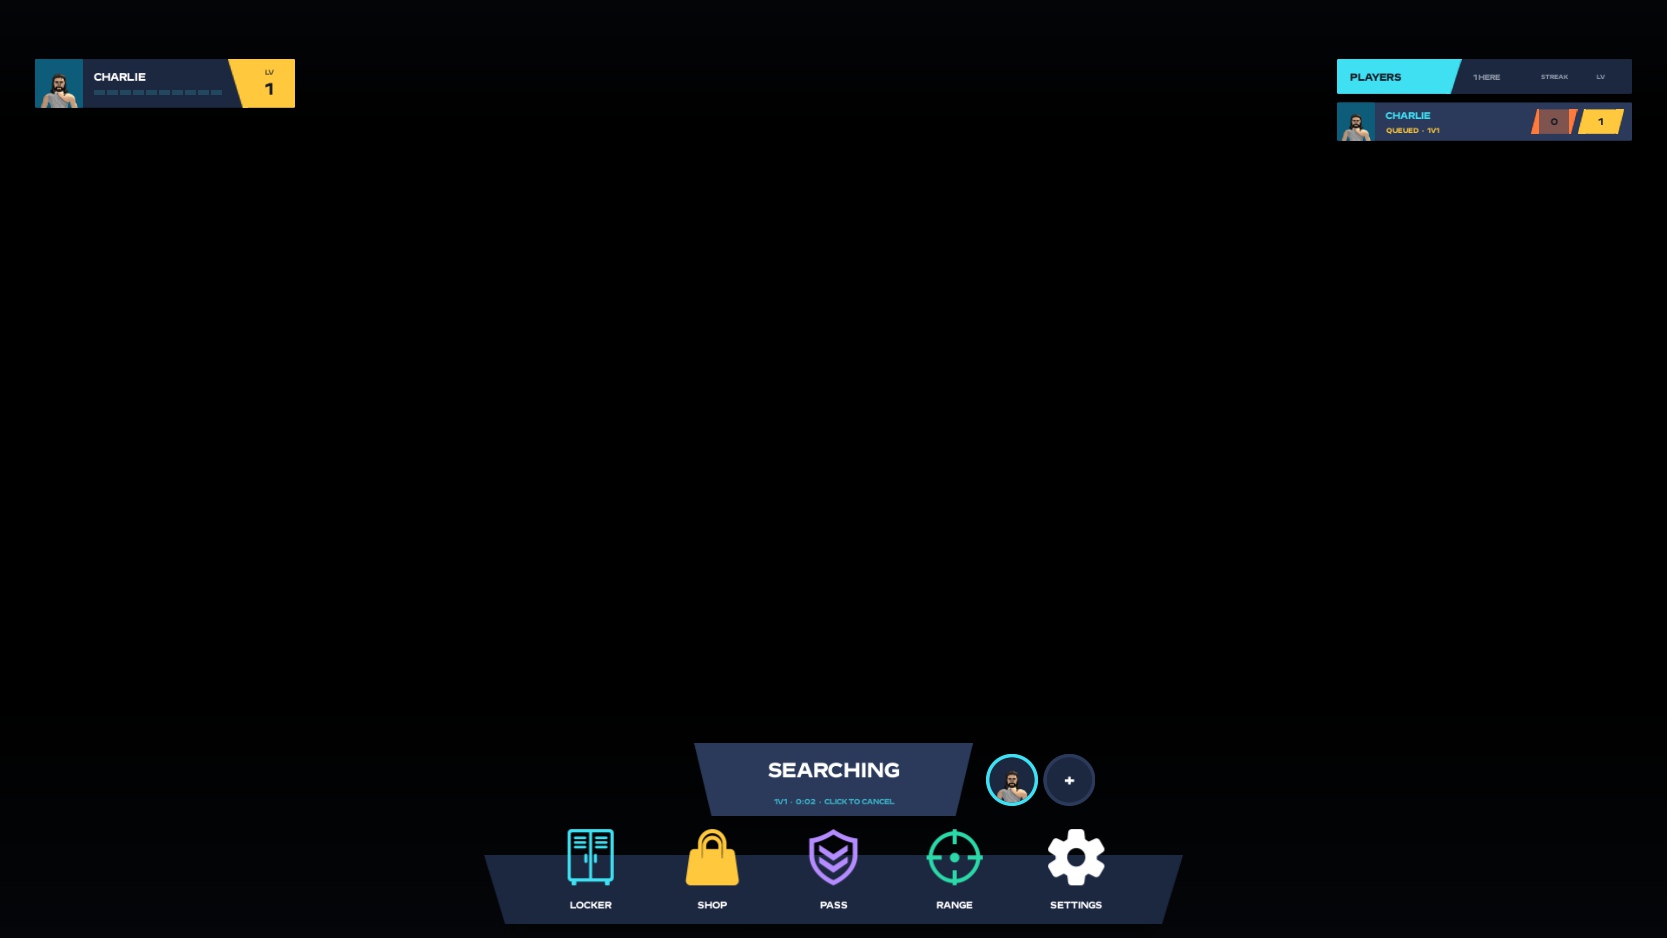 CHARLIE
LV
1
PLAYERS
1 HERE
STREAK
LV
CHARLIE
QUEUED · 1V1
0
1
SEARCHING
1V1 · 0:02 · CLICK TO CANCEL
+
LOCKER
SHOP
PASS
RANGE
SETTINGS